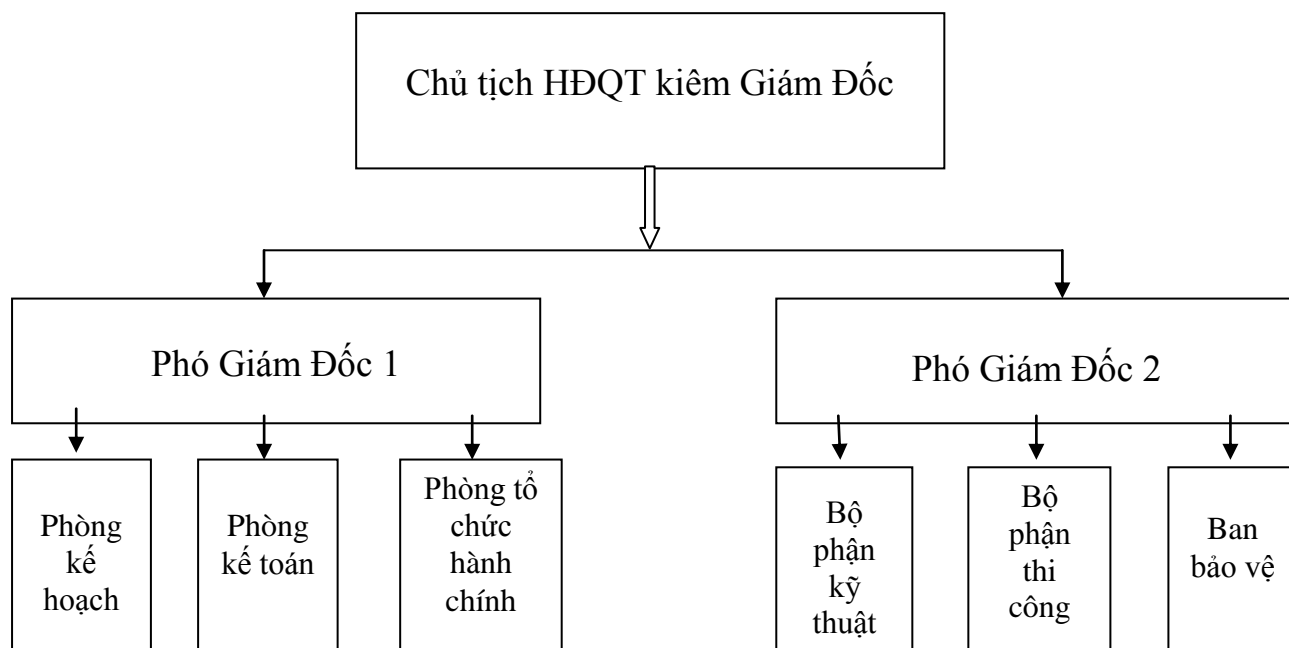 Chủ tịch HĐQT kiêm Giám Đốc
Phó Giám Đốc 1
Phó Giám Đốc 2
Phòng
kế
hoạch
Phòng
kế toán
Phòng tổ
chức
hành
chính
Bộ
phận
kỹ
thuật
Bộ
phận
thi
công
Ban
bảo vệ